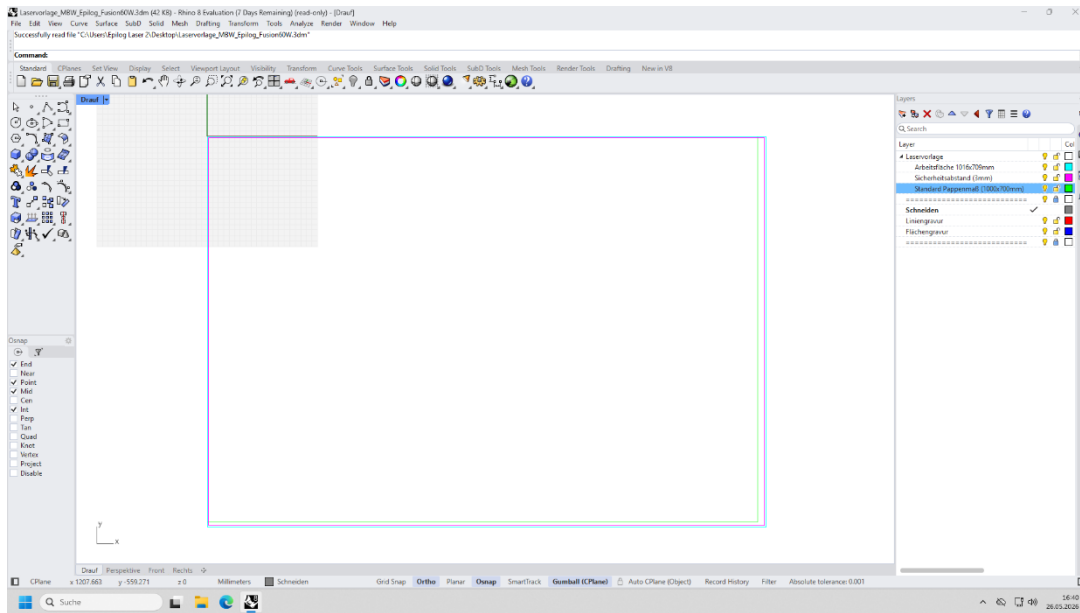 Laservorlage_MBW_Epilog_Fusion60W.3dm (42 KB) - Rhino 8 Evaluation (7 Days Remaining) (read-only) - [Drauf]
File Edit View Curve Surface SubD Solid Mesh Drafting Transform Tools Analyze Render Window Help
Successfully read file "C:\Users\Epilog Laser 2\Desktop\Laservorlage_MBW_Epilog_Fusion60W.3dm"
Command:
Standard CPlanes Set View Display Select Viewport Layout Visibility Transform Curve Tools Surface Tools Solid Tools SubD Tools Mesh Tools Render Tools Drafting New in V8
Drauf
Layers
Search
Layer
Laservorlage
Arbeitsfläche 1016x709mm
Sicherheitsabstand (3mm)
Standard Pappenmaß (1000x700mm)
============================
Schneiden
Liniengravur
Flächengravur
============================
Osnap
End
Near
Point
Mid
Cen
Int
Perp
Tan
Quad
Knot
Vertex
Project
Disable
y
x
Drauf Perspektive Front Rechts
CPlane x 1207.663 y -559.271 z 0 Millimeters Schneiden Grid Snap Ortho Planar Osnap SmartTrack Gumball (CPlane) Auto CPlane (Object) Record History Filter Absolute tolerance: 0.001
Suche
16:40
26.05.2026